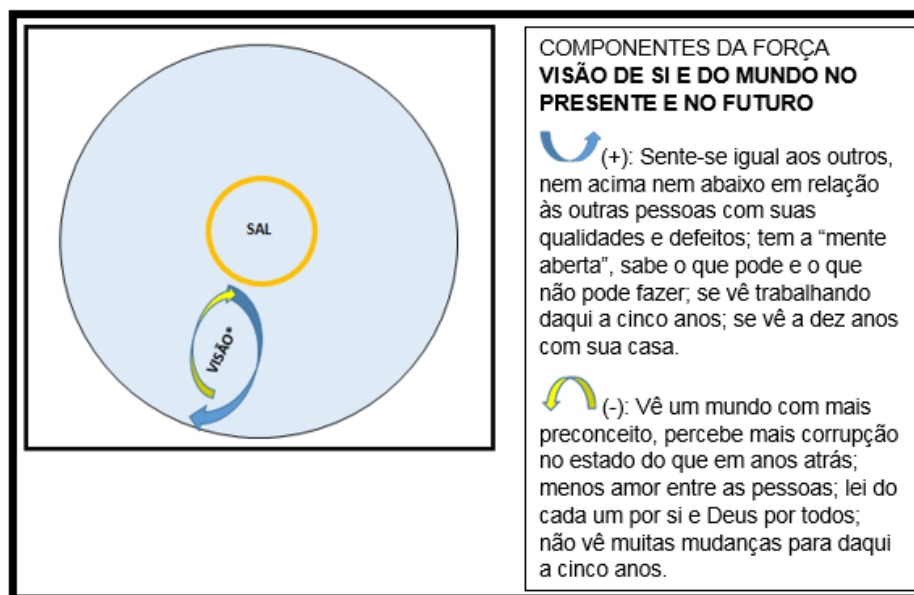 SAL
VISÃO*
COMPONENTES DA FORÇA
VISÃO DE SI E DO MUNDO NO
PRESENTE E NO FUTURO
(+): Sente-se igual aos outros,
nem acima nem abaixo em relação
às outras pessoas com suas
qualidades e defeitos; tem a “mente
aberta”, sabe o que pode e o que
não pode fazer; se vê trabalhando
daqui a cinco anos; se vê a dez anos
com sua casa.
(-): Vê um mundo com mais
preconceito, percebe mais corrupção
no estado do que em anos atrás;
menos amor entre as pessoas; lei do
cada um por si e Deus por todos;
não vê muitas mudanças para daqui
a cinco anos.